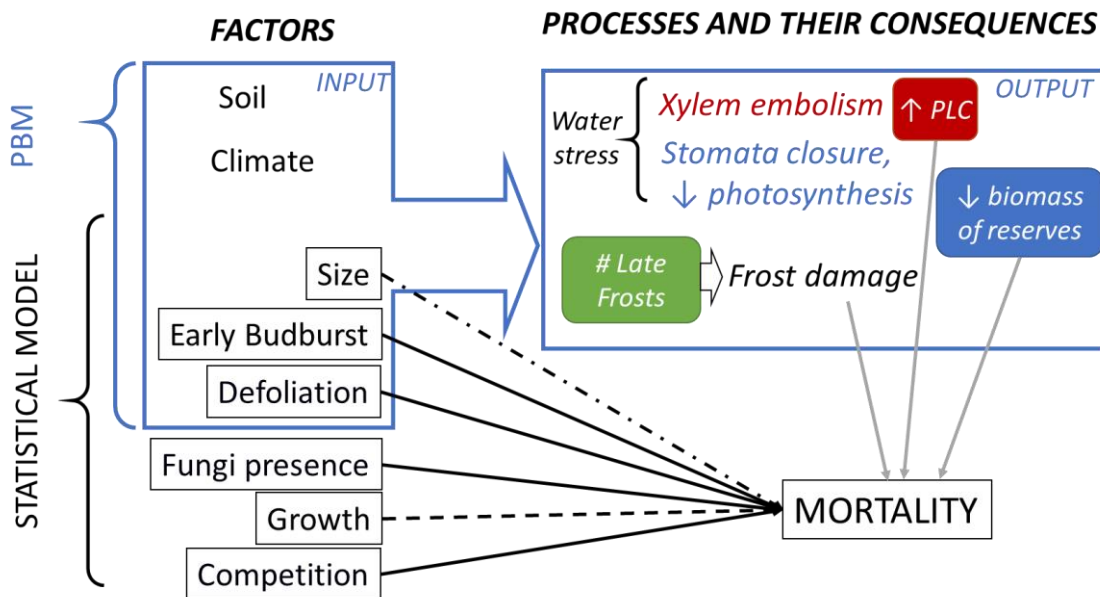 FACTORS
PROCESSES AND THEIR CONSEQUENCES
PBM
STATISTICAL MODEL
INPUT
Soil
Climate
Size
Early Budburst
Defoliation
Fungi presence
Growth
Competition
OUTPUT
Water
stress
Xylem embolism
↑ PLC
Stomata closure,
↓ photosynthesis
↓ biomass
of reserves
# Late
Frosts
Frost damage
MORTALITY